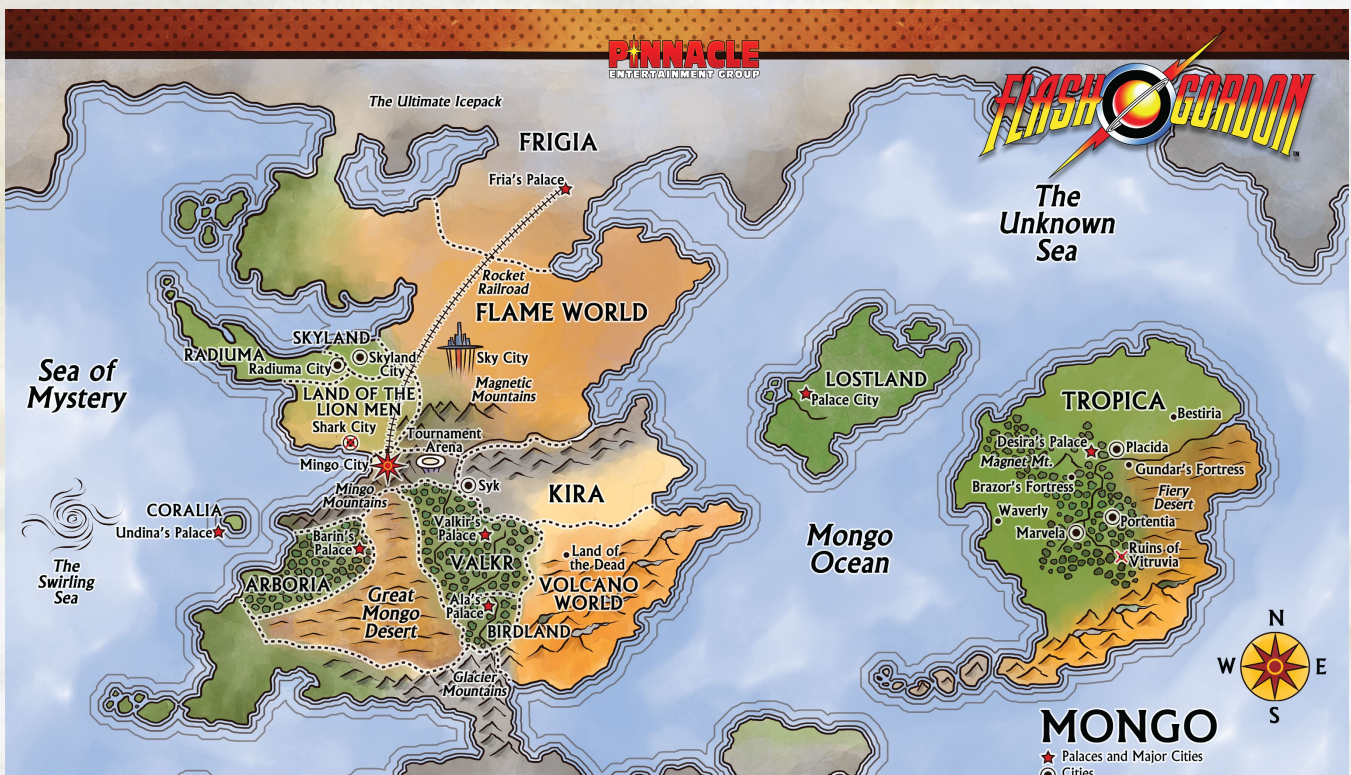 PINNACLE
ENTERTAINMENT GROUP
FLASH GORDON
™
The Ultimate Icepack
FRIGIA
Fria's Palace
The
Unknown
Sea
Rocket
Railroad
FLAME WORLD
SKYLAND
RADIUMA
Radiuma City
Skyland
City
Sky City
Sea of
Mystery
LAND OF THE
LION MEN
Magnetic
Mountains
Shark City
Tournament
Arena
Mingo City
Mingo
Mountains
Syk
KIRA
LOSTLAND
Palace City
TROPICA
Bestiria
Desira's Palace
Placida
Magnet Mt.
Gundar's Fortress
Brazor's Fortress
Fiery
Desert
Waverly
Portentia
Marvela
Ruins of
Vitruvia
CORALIA
Undina's Palace
The
Swirling
Sea
Barin's
Palace
Valkir's
Palace
Land of
the Dead
Mongo
Ocean
ARBORIA
VALKR
VOLCANO
WORLD
Great
Mongo
Desert
Ala's
Palace
BIRDLAND
Glacier
Mountains
N
W
E
S
MONGO
Palaces and Major Cities
Cities